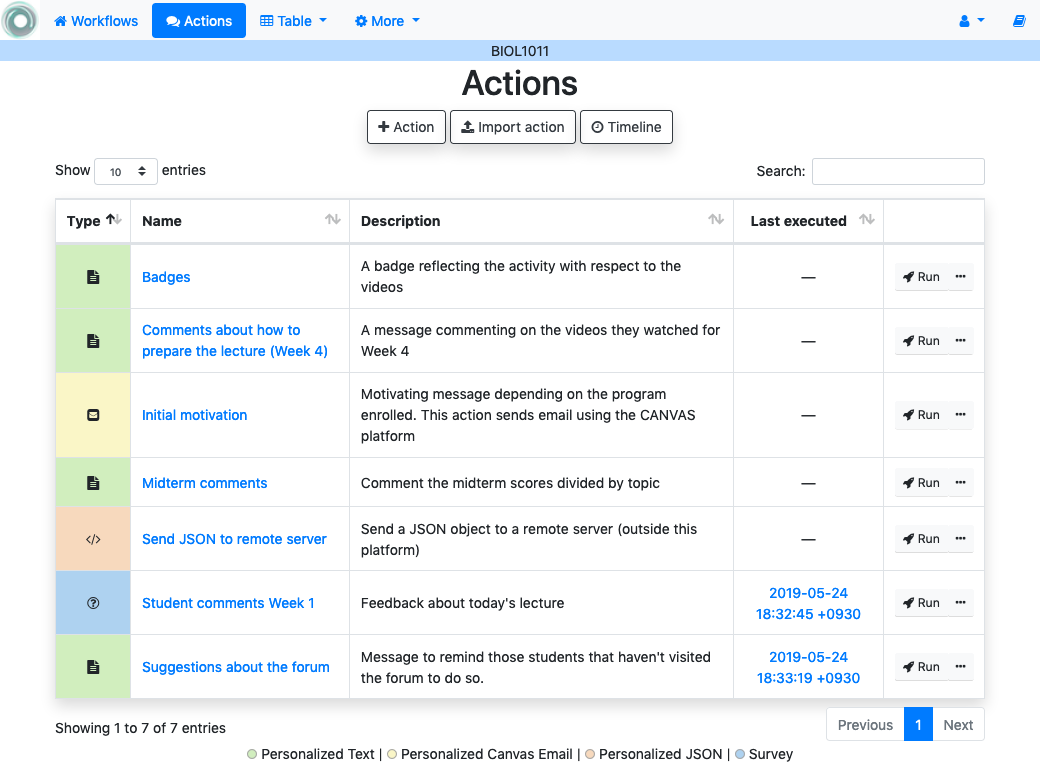 Workflows Actions Table More
BIOL1011
Actions
Action Import action Timeline
Show 10 entries Search:
Type Name Description Last executed
Badges
A badge reflecting the activity with respect to the
videos
—
Run
Comments about how to
prepare the lecture (Week 4)
A message commenting on the videos they watched for
Week 4
—
Run
Initial motivation
Motivating message depending on the program
enrolled. This action sends email using the CANVAS
platform
—
Run
Midterm comments
Comment the midterm scores divided by topic
—
Run
Send JSON to remote server
Send a JSON object to a remote server (outside this
platform)
—
Run
Student comments Week 1
Feedback about today's lecture
2019-05-24
18:32:45 +0930
Run
Suggestions about the forum
Message to remind those students that haven't visited
the forum to do so.
2019-05-24
18:33:19 +0930
Run
Showing 1 to 7 of 7 entries
Previous 1 Next
Personalized Text | Personalized Canvas Email | Personalized JSON | Survey